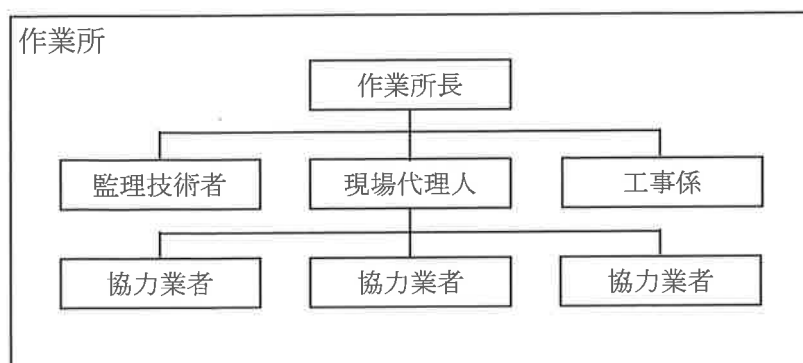 作業所
作業所長
監理技術者
現場代理人
工事係
協力業者
協力業者
協力業者